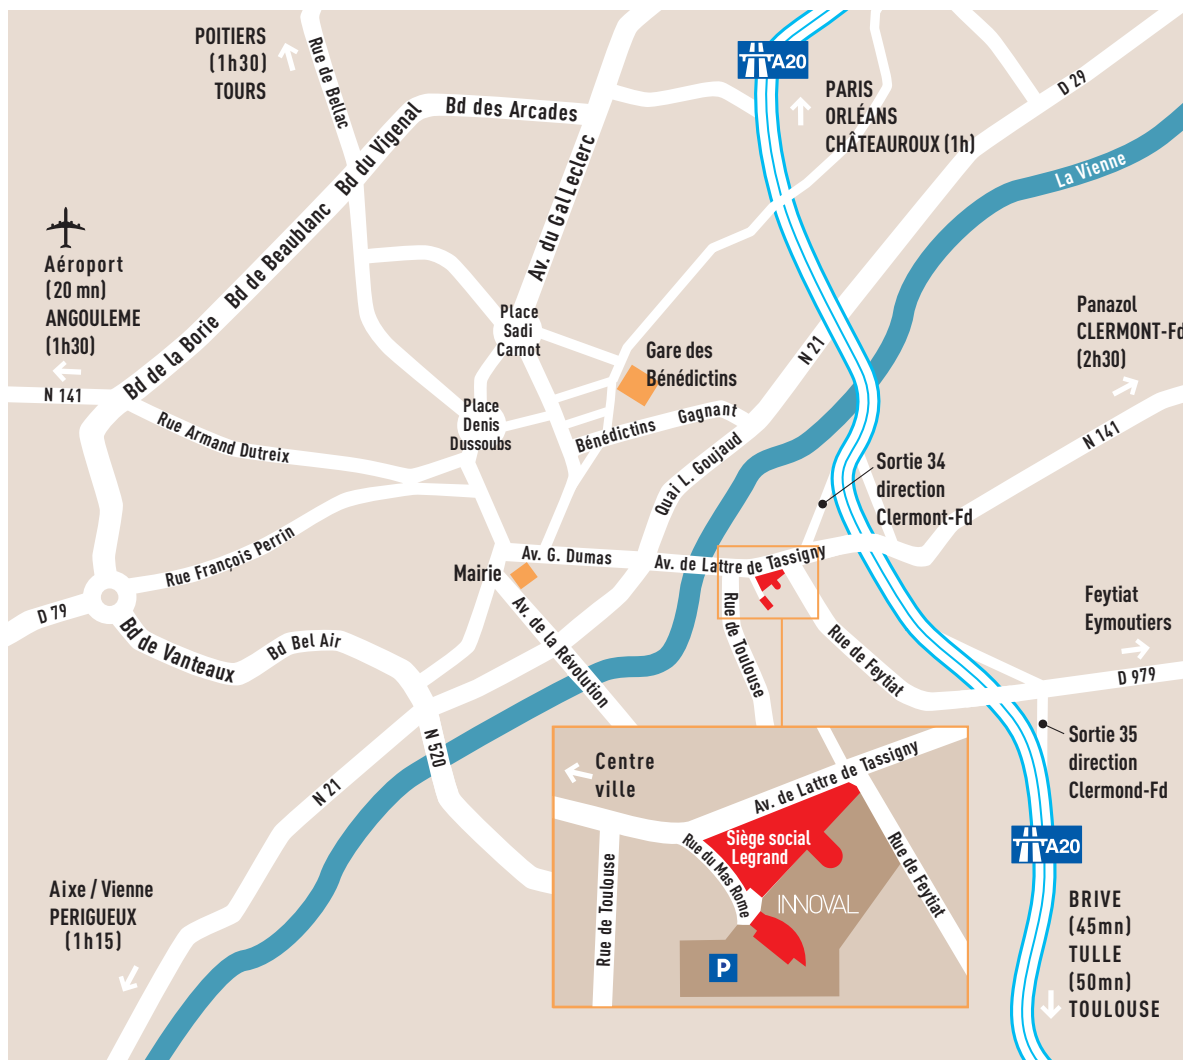 POITIERS
(1h30)
TOURS
Rue de Bellac
Bd des Arcades
Bd du Vigenal
Bd de Beaublanc
Bd de la Borie
Av. du Gal Leclerc
A20
PARIS
ORLÉANS
CHÂTEAUROUX (1h)
D 29
La Vienne
Aéroport
(20 mn)
ANGOULEME
(1h30)
N 141
Place
Sadi
Carnot
Gare des
Bénédictins
N 21
Panazol
CLERMONT-Fd
(2h30)
N 141
Rue Armand Dutreix
Place
Denis
Dussoubs
Bénédictins
Gagnant
Quai L. Goujaud
Sortie 34
direction
Clermont-Fd
Rue François Perrin
Av. G. Dumas
Av. de Lattre de Tassigny
Mairie
D 79
Bd de Vanteaux
Bd Bel Air
Av. de la Révolution
Rue de Toulouse
Rue de Feytiat
Feytiat
Eymoutiers
D 979
N 520
N 21
Sortie 35
direction
Clermond-Fd
Centre
ville
Av. de Lattre de Tassigny
Siège social
Legrand
Rue du Mas Rome
Rue de Toulouse
Rue de Feytiat
INNOVAL
P
A20
Aixe / Vienne
PERIGUEUX
(1h15)
BRIVE
(45mn)
TULLE
(50mn)
TOULOUSE